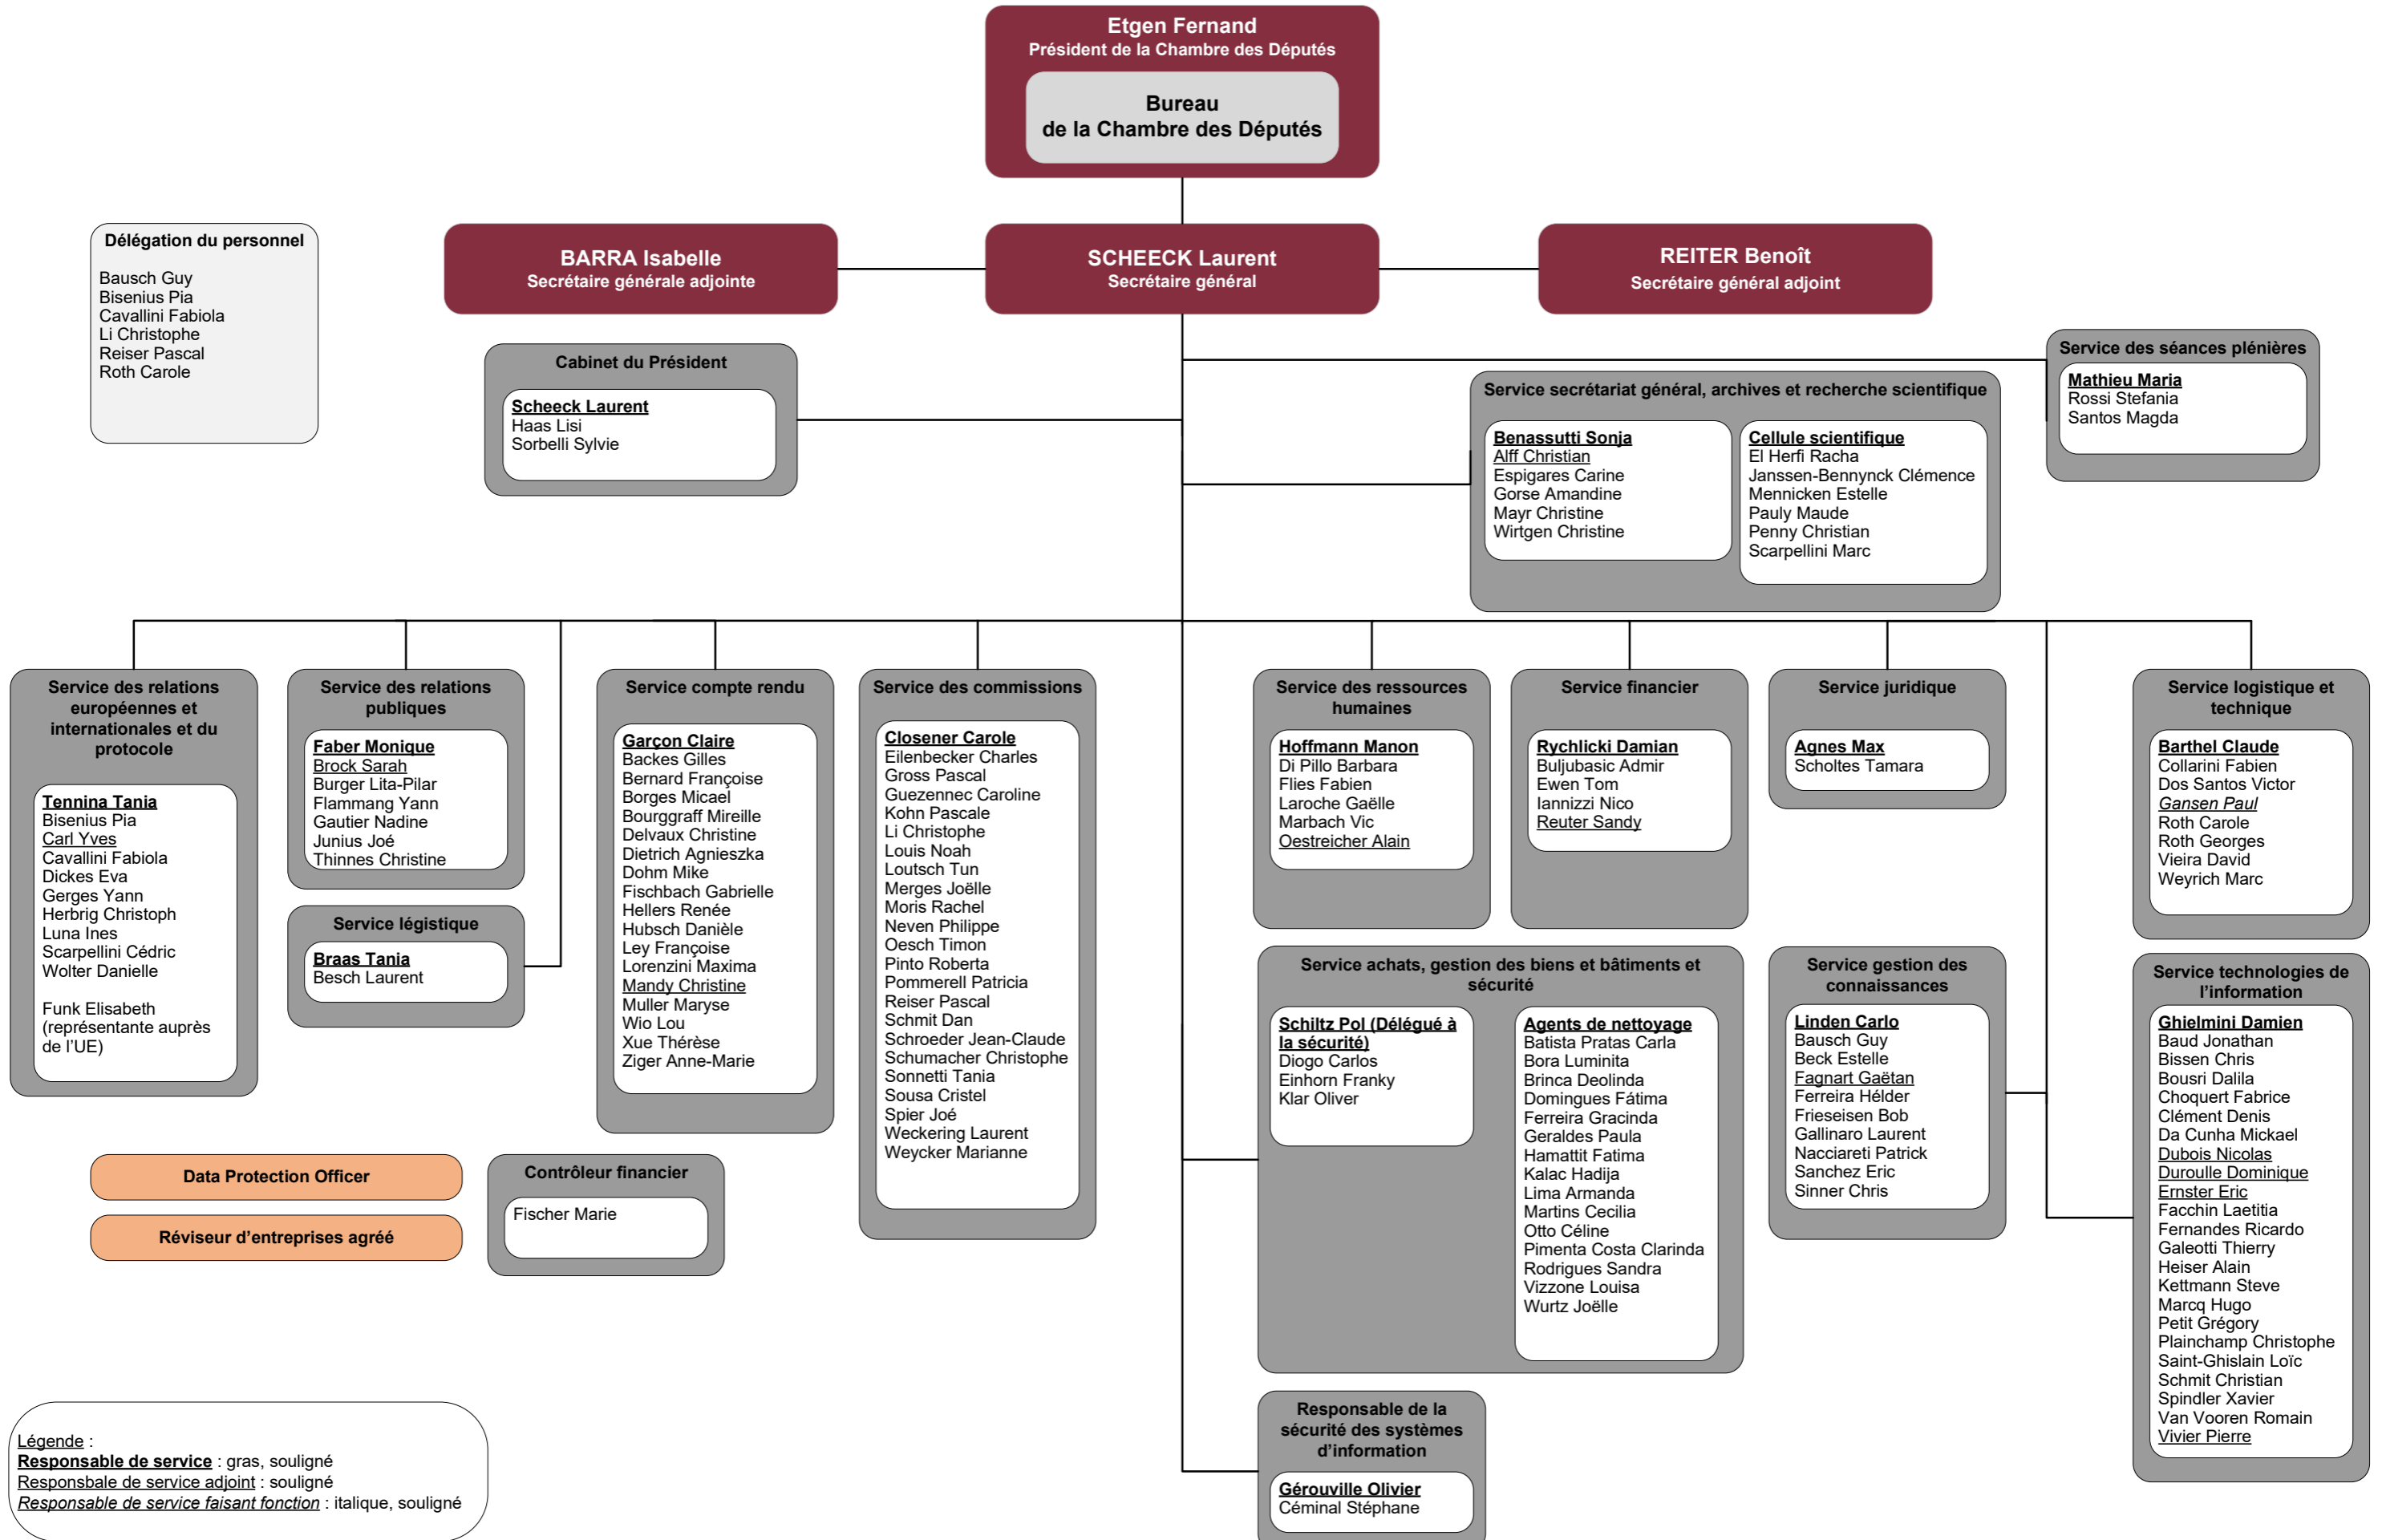 Etgen Fernand
Président de la Chambre des Députés
Bureau
de la Chambre des Députés
Délégation du personnel
Bausch Guy
Bisenius Pia
Cavallini Fabiola
Li Christophe
Reiser Pascal
Roth Carole
BARRA Isabelle
Secrétaire générale adjointe
SCHEECK Laurent
Secrétaire général
REITER Benoît
Secrétaire général adjoint
Cabinet du Président
Scheeck Laurent
Haas Lisi
Sorbelli Sylvie
Service secrétariat général, archives et recherche scientifique
Benassutti Sonja
Alff Christian
Espigares Carine
Gorse Amandine
Mayr Christine
Wirtgen Christine
Cellule scientifique
El Herfi Racha
Janssen-Bennynck Clémence
Mennicken Estelle
Pauly Maude
Penny Christian
Scarpellini Marc
Service des séances plénières
Mathieu Maria
Rossi Stefania
Santos Magda
Service des relations
européennes et
internationales et du
protocole
Tennina Tania
Bisenius Pia
Carl Yves
Cavallini Fabiola
Dickes Eva
Gerges Yann
Herbrig Christoph
Luna Ines
Scarpellini Cédric
Wolter Danielle
Funk Elisabeth
(représentante auprès
de l'UE)
Service des relations
publiques
Faber Monique
Brock Sarah
Burger Lita-Pilar
Flammang Yann
Gautier Nadine
Junius Joé
Thinnes Christine
Service légistique
Braas Tania
Besch Laurent
Service compte rendu
Garçon Claire
Backes Gilles
Bernard Françoise
Borges Micael
Bourggraff Mireille
Delvaux Christine
Dietrich Agnieszka
Dohm Mike
Fischbach Gabrielle
Hellers Renée
Hubsch Danièle
Ley Françoise
Lorenzini Maxima
Mandy Christine
Muller Maryse
Wio Lou
Xue Thérèse
Ziger Anne-Marie
Service des commissions
Closener Carole
Eilenbecker Charles
Gross Pascal
Guezennec Caroline
Kohn Pascale
Li Christophe
Louis Noah
Loutsch Tun
Merges Joëlle
Moris Rachel
Neven Philippe
Oesch Timon
Pinto Roberta
Pommerell Patricia
Reiser Pascal
Schmit Dan
Schroeder Jean-Claude
Schumacher Christophe
Sonnetti Tania
Sousa Cristel
Spier Joé
Weckering Laurent
Weycker Marianne
Service des ressources
humaines
Hoffmann Manon
Di Pillo Barbara
Flies Fabien
Laroche Gaëlle
Marbach Vic
Oestreicher Alain
Service financier
Rychlicki Damian
Buljubasic Admir
Ewen Tom
Iannizzi Nico
Reuter Sandy
Service juridique
Agnes Max
Scholtes Tamara
Service logistique et
technique
Barthel Claude
Collarini Fabien
Dos Santos Victor
Gansen Paul
Roth Carole
Roth Georges
Vieira David
Weyrich Marc
Service achats, gestion des biens et bâtiments et
sécurité
Schiltz Pol (Délégué à
la sécurité)
Diogo Carlos
Einhorn Franky
Klar Oliver
Agents de nettoyage
Batista Pratas Carla
Bora Luminita
Brinca Deolinda
Domingues Fátima
Ferreira Gracinda
Geraldes Paula
Hamattit Fatima
Kalac Hadija
Lima Armanda
Martins Cecilia
Otto Céline
Pimenta Costa Clarinda
Rodrigues Sandra
Vizzone Louisa
Wurtz Joëlle
Service gestion des
connaissances
Linden Carlo
Bausch Guy
Beck Estelle
Fagnart Gaëtan
Ferreira Hélder
Frieseisen Bob
Gallinaro Laurent
Nacciareti Patrick
Sanchez Eric
Sinner Chris
Service technologies de
l'information
Ghielmini Damien
Baud Jonathan
Bissen Chris
Bousri Dalila
Choquert Fabrice
Clément Denis
Da Cunha Mickael
Dubois Nicolas
Duroulle Dominique
Ernster Eric
Facchin Laetitia
Fernandes Ricardo
Galeotti Thierry
Heiser Alain
Kettmann Steve
Marcq Hugo
Petit Grégory
Plainchamp Christophe
Saint-Ghislain Loïc
Schmit Christian
Spindler Xavier
Van Vooren Romain
Vivier Pierre
Data Protection Officer
Réviseur d'entreprises agréé
Contrôleur financier
Fischer Marie
Responsable de la
sécurité des systèmes
d'information
Gérouville Olivier
Céminal Stéphane
Légende :
Responsable de service : gras, souligné
Responsbale de service adjoint : souligné
Responsable de service faisant fonction : italique, souligné